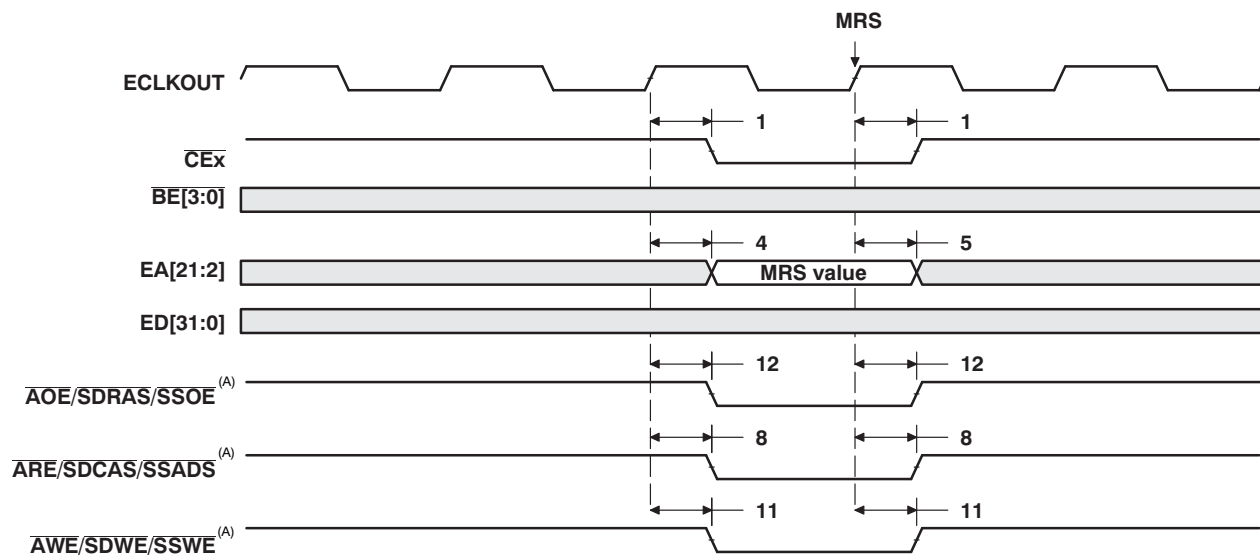 MRS
ECLKOUT
1 1
CEx
BE[3:0]
4 5
EA[21:2] MRS value
ED[31:0]
12 12
AOE/SDRAS/SSOE(A)
8 8
ARE/SDCAS/SSADS(A)
11 11
AWE/SDWE/SSWE(A)